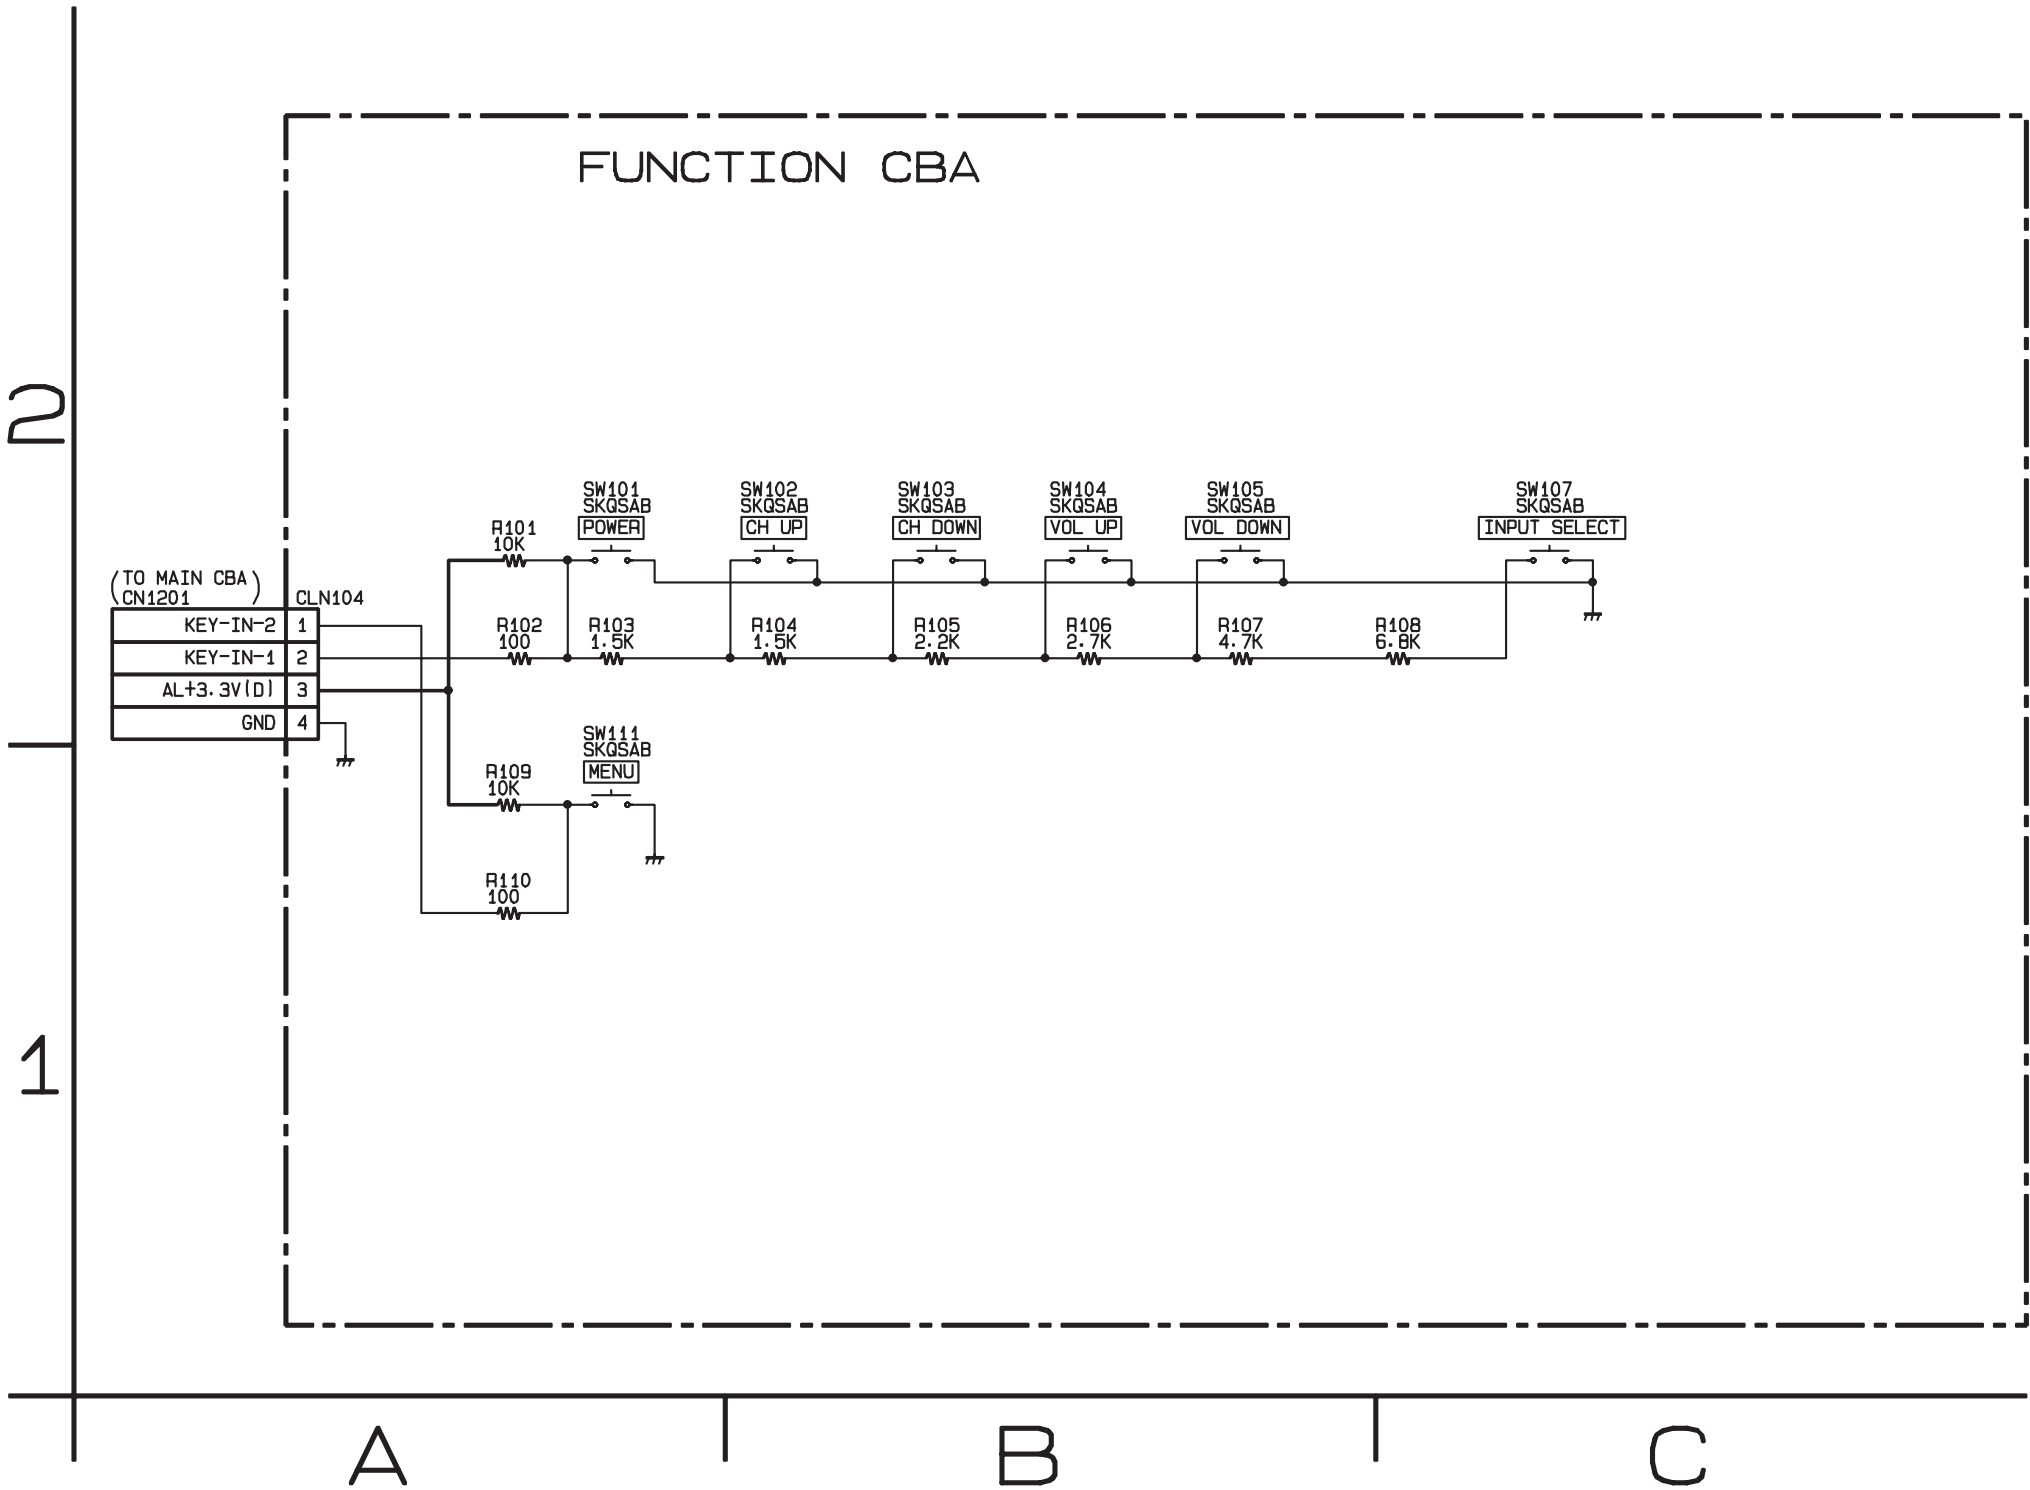 FUNCTION CBA
2
SW101
SKQSAB
POWER
SW102
SKQSAB
CH UP
SW103
SKQSAB
CH DOWN
SW104
SKQSAB
VOL UP
SW105
SKQSAB
VOL DOWN
SW107
SKQSAB
INPUT SELECT
R101
10K
(TO MAIN CBA)
CN1201
CLN104
KEY-IN-2 1
KEY-IN-1 2
AL+3.3V(D) 3
GND 4
R102
100
R103
1.5K
R104
1.5K
R105
2.2K
R106
2.7K
R107
4.7K
R108
6.8K
SW111
SKQSAB
MENU
R109
10K
R110
100
1
A B C